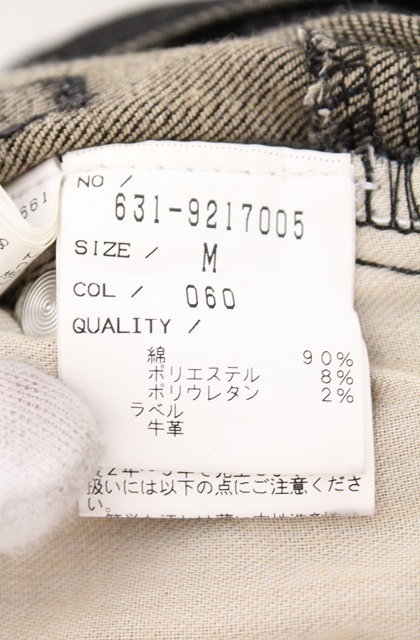 NO /
631-9217005
SIZE / M
COL / 060
QUALITY /
綿 90%
ポリエステル 8%
ポリウレタン 2%
ラベル
牛革
扱いには以下の点にご注意くださ
い。
661